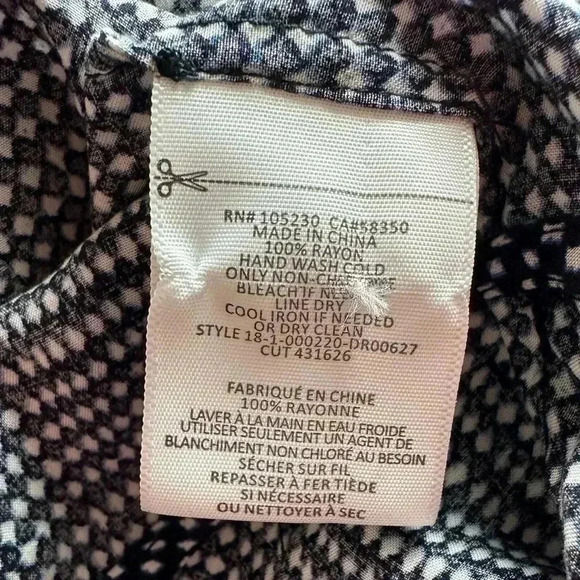 RN# 105230 CA#58350
MADE IN CHINA
100% RAYON
HAND WASH COLD
ONLY NON-
BLEACH
LINE DRY
COOL IRON IF NEEDED
OR DRY CLEAN
STYLE 18-1-000220-DR00627
CUT 431626
FABRIQUÉ EN CHINE
100% RAYONNE
LAVER À LA MAIN EN EAU FROIDE
UTILISER SEULEMENT UN AGENT DE
BLANCHIMENT NON CHLORÉ AU BESOIN
SÉCHER SUR FIL
REPASSER À FER TIÈDE
SI NÉCESSAIRE
OU NETTOYER À SEC